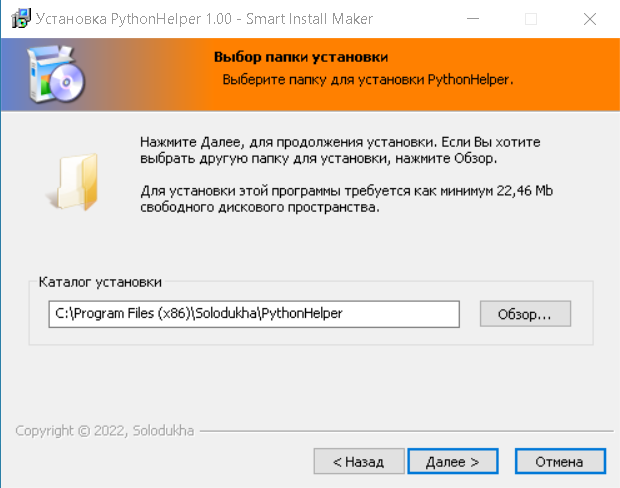 Установка PythonHelper 1.00 - Smart Install Maker
Выбор папки установки
Выберите папку для установки PythonHelper.
Нажмите Далее, для продолжения установки. Если Вы хотите
выбрать другую папку для установки, нажмите Обзор.
Для установки этой программы требуется как минимум 22,46 Mb
свободного дискового пространства.
Каталог установки
C:\Program Files (x86)\Solodukha\PythonHelper
Обзор...
Copyright © 2022, Solodukha
< Назад
Далее >
Отмена